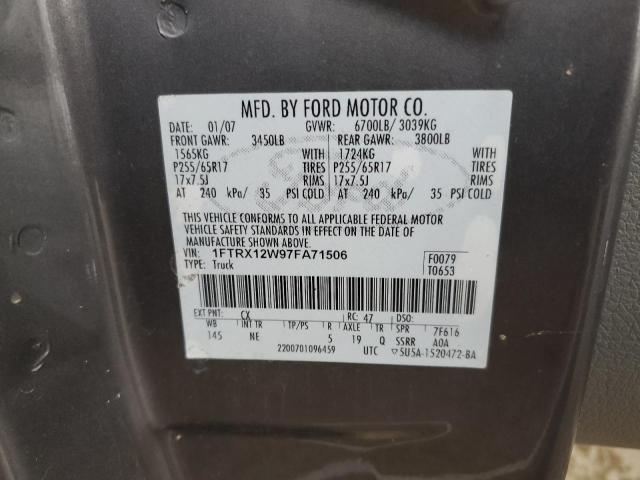 MFD. BY FORD MOTOR CO.
DATE: 01/07 GVWR: 6700LB/ 3039KG
FRONT GAWR: 3450LB REAR GAWR: 3800LB
1565KG WITH 1724KG WITH
P255/65R17 TIRES P255/65R17 TIRES
17x7.5J RIMS 17x7.5J RIMS
AT 240 kPa/ 35 PSI COLD AT 240 kPa/ 35 PSI COLD
THIS VEHICLE CONFORMS TO ALL APPLICABLE FEDERAL MOTOR
VEHICLE SAFETY STANDARDS IN EFFECT ON THE DATE OF
MANUFACTURE SHOWN ABOVE.
VIN: 1FTRX12W97FA71506 F0079
TYPE: Truck T0653
EXT PNT: CX RC: 47 DSO:
WB INT TR TP/PS R AXLE TR SPR 7F616
145 NE 5 19 Q SSRR A0A
2200701096459 UTC ▽5U5A-1520472-BA